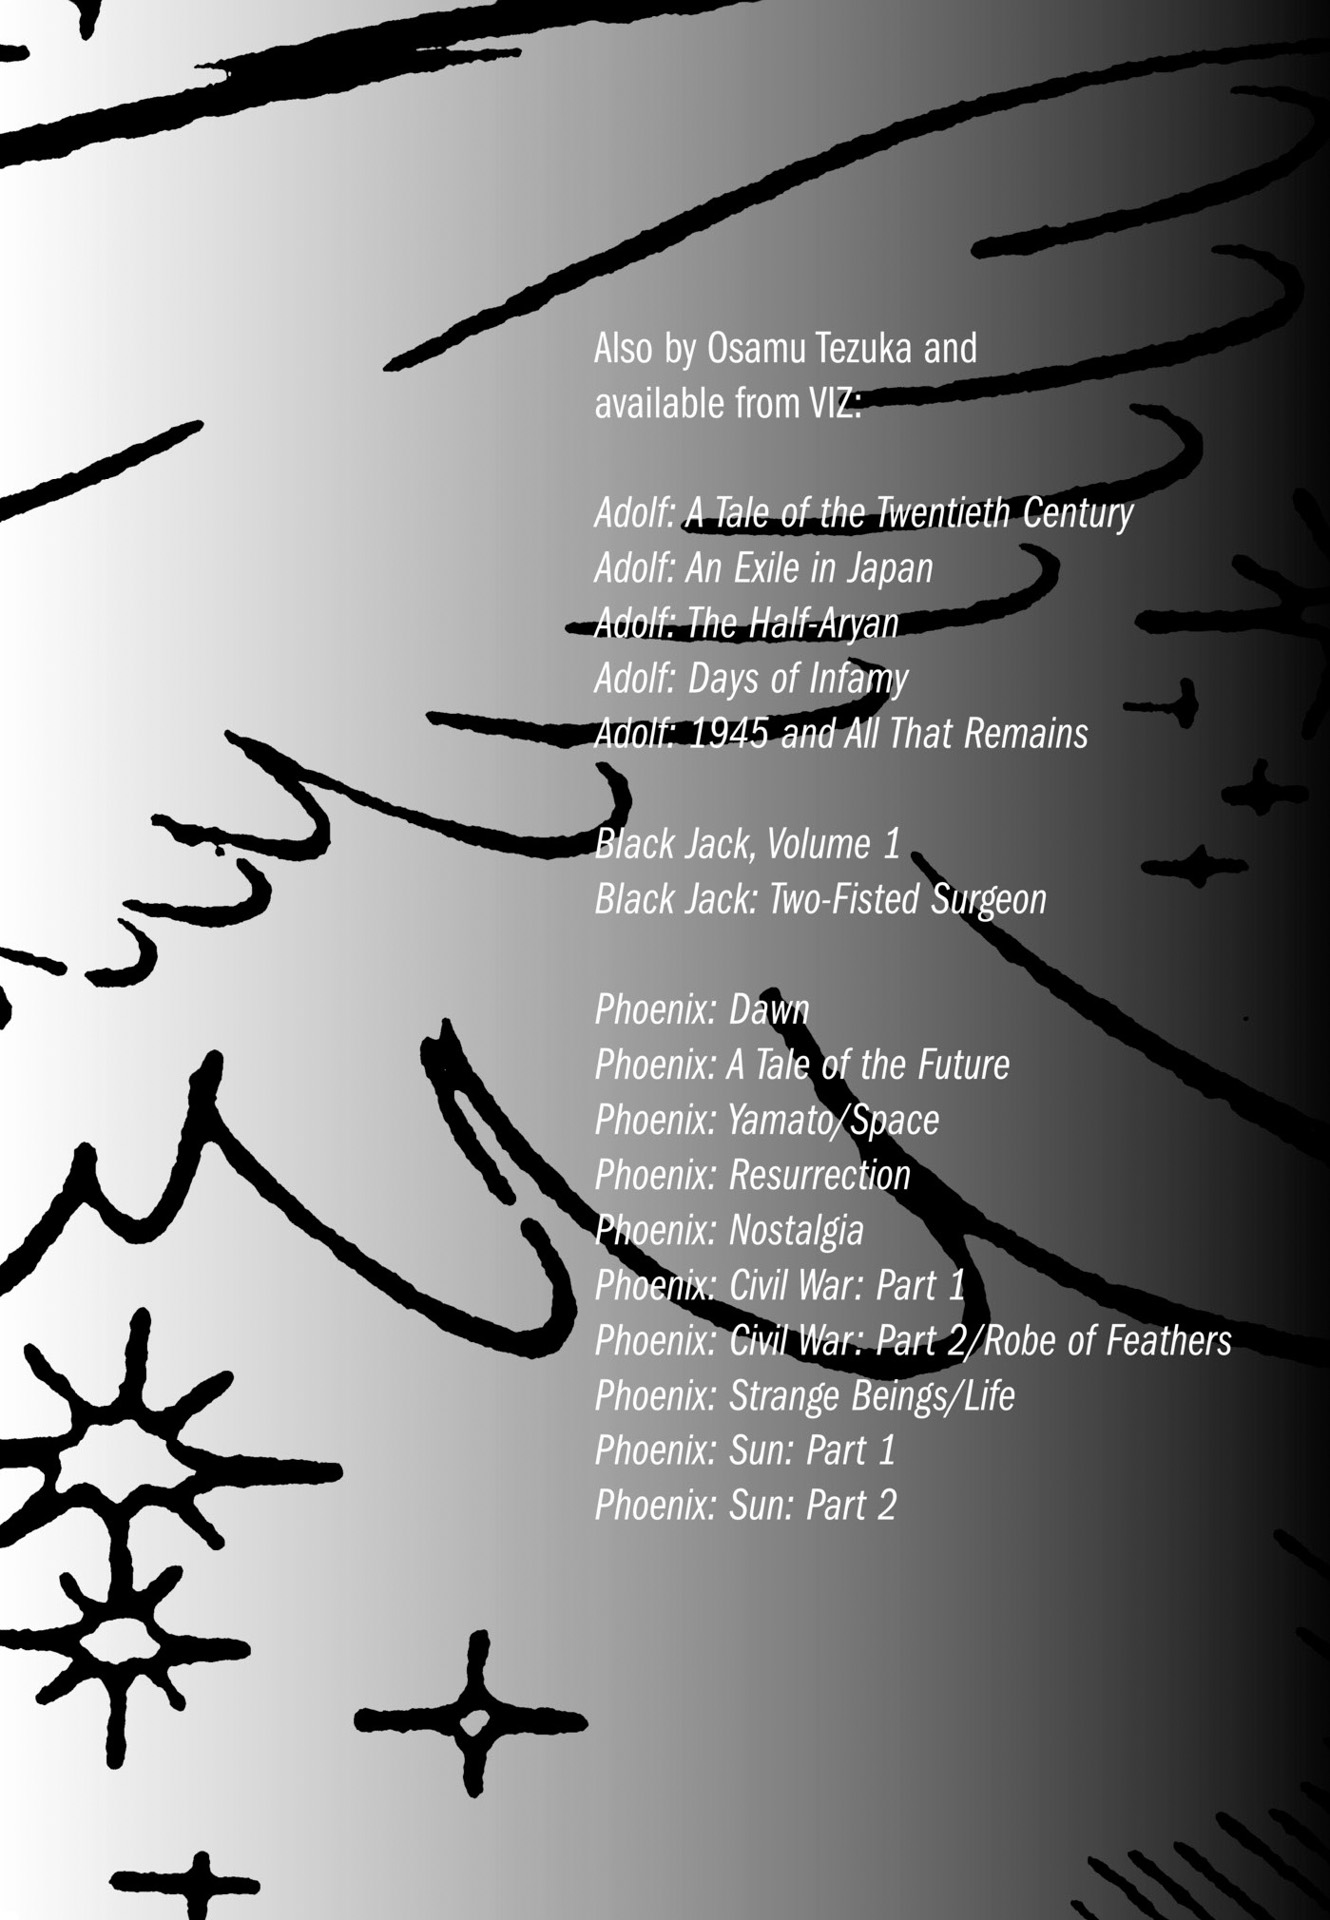 Also by Osamu Tezuka and
available from VIZ:
Adolf: A Tale of the Twentieth Century
Adolf: An Exile in Japan
Adolf: The Half-Aryan
Adolf: Days of Infamy
Adolf: 1945 and All That Remains
Black Jack, Volume 1
Black Jack: Two-Fisted Surgeon
Phoenix: Dawn
Phoenix: A Tale of the Future
Phoenix: Yamato/Space
Phoenix: Resurrection
Phoenix: Nostalgia
Phoenix: Civil War: Part 1
Phoenix: Civil War: Part 2/Robe of Feathers
Phoenix: Strange Beings/Life
Phoenix: Sun: Part 1
Phoenix: Sun: Part 2